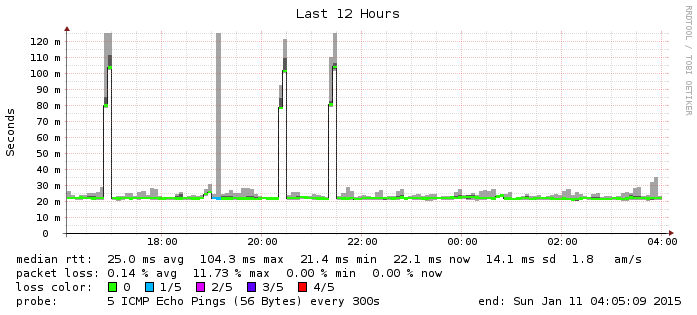 Last 12 Hours
RRDTOOL / TOBI OETIKER
Seconds
120 m
110 m
100 m
90 m
80 m
70 m
60 m
50 m
40 m
30 m
20 m
10 m
0
18:00 20:00 22:00 00:00 02:00 04:00
median rtt: 25.0 ms avg 104.3 ms max 21.4 ms min 22.1 ms now 14.1 ms sd 1.8 am/s
packet loss: 0.14 % avg 11.73 % max 0.00 % min 0.00 % now
loss color: 0 1/5 2/5 3/5 4/5
probe: 5 ICMP Echo Pings (56 Bytes) every 300s end: Sun Jan 11 04:05:09 2015